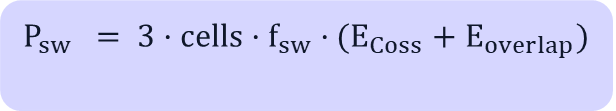 P_sw = 3 · cells · f_sw · (E_Coss + E_overlap)